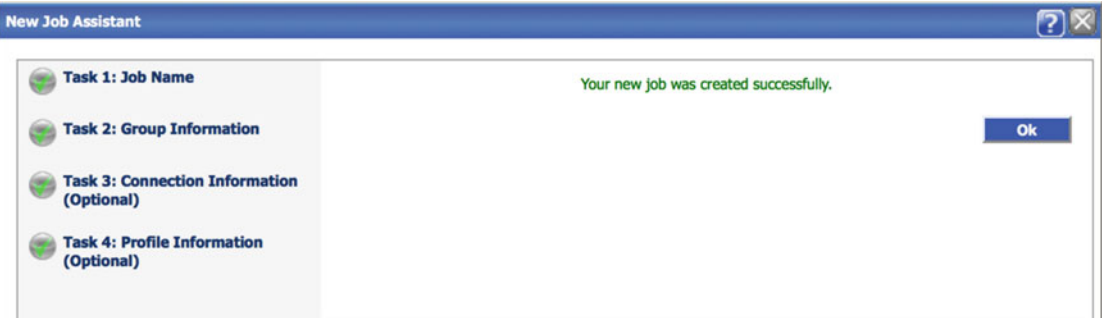 New Job Assistant
?
Task 1: Job Name
Your new job was created successfully.
Task 2: Group Information
Ok
Task 3: Connection Information
(Optional)
Task 4: Profile Information
(Optional)